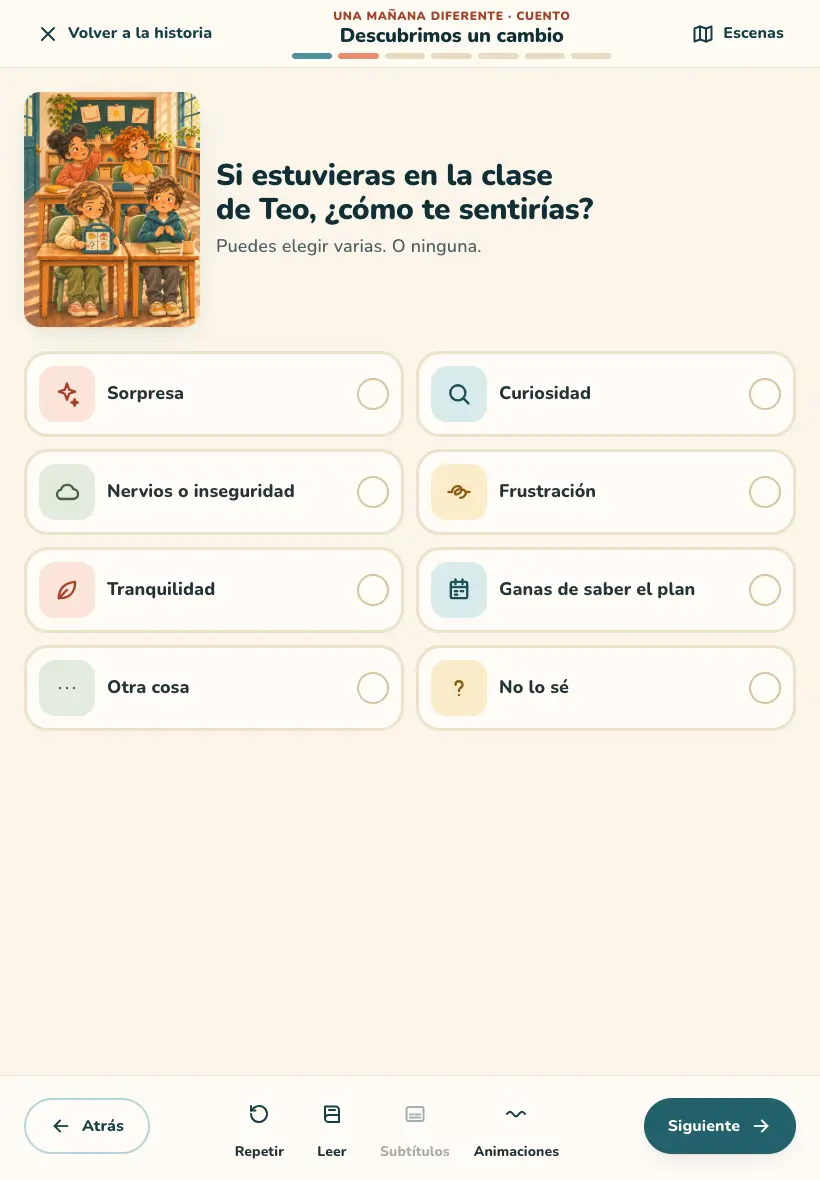 Volver a la historia
UNA MAÑANA DIFERENTE · CUENTO
Descubrimos un cambio
Escenas
Si estuvieras en la clase
de Teo, ¿cómo te sentirías?
Puedes elegir varias. O ninguna.
Sorpresa
Curiosidad
Nervios o inseguridad
Frustración
Tranquilidad
Ganas de saber el plan
Otra cosa
No lo sé
Atrás
Repetir
Leer
Subtítulos
Animaciones
Siguiente